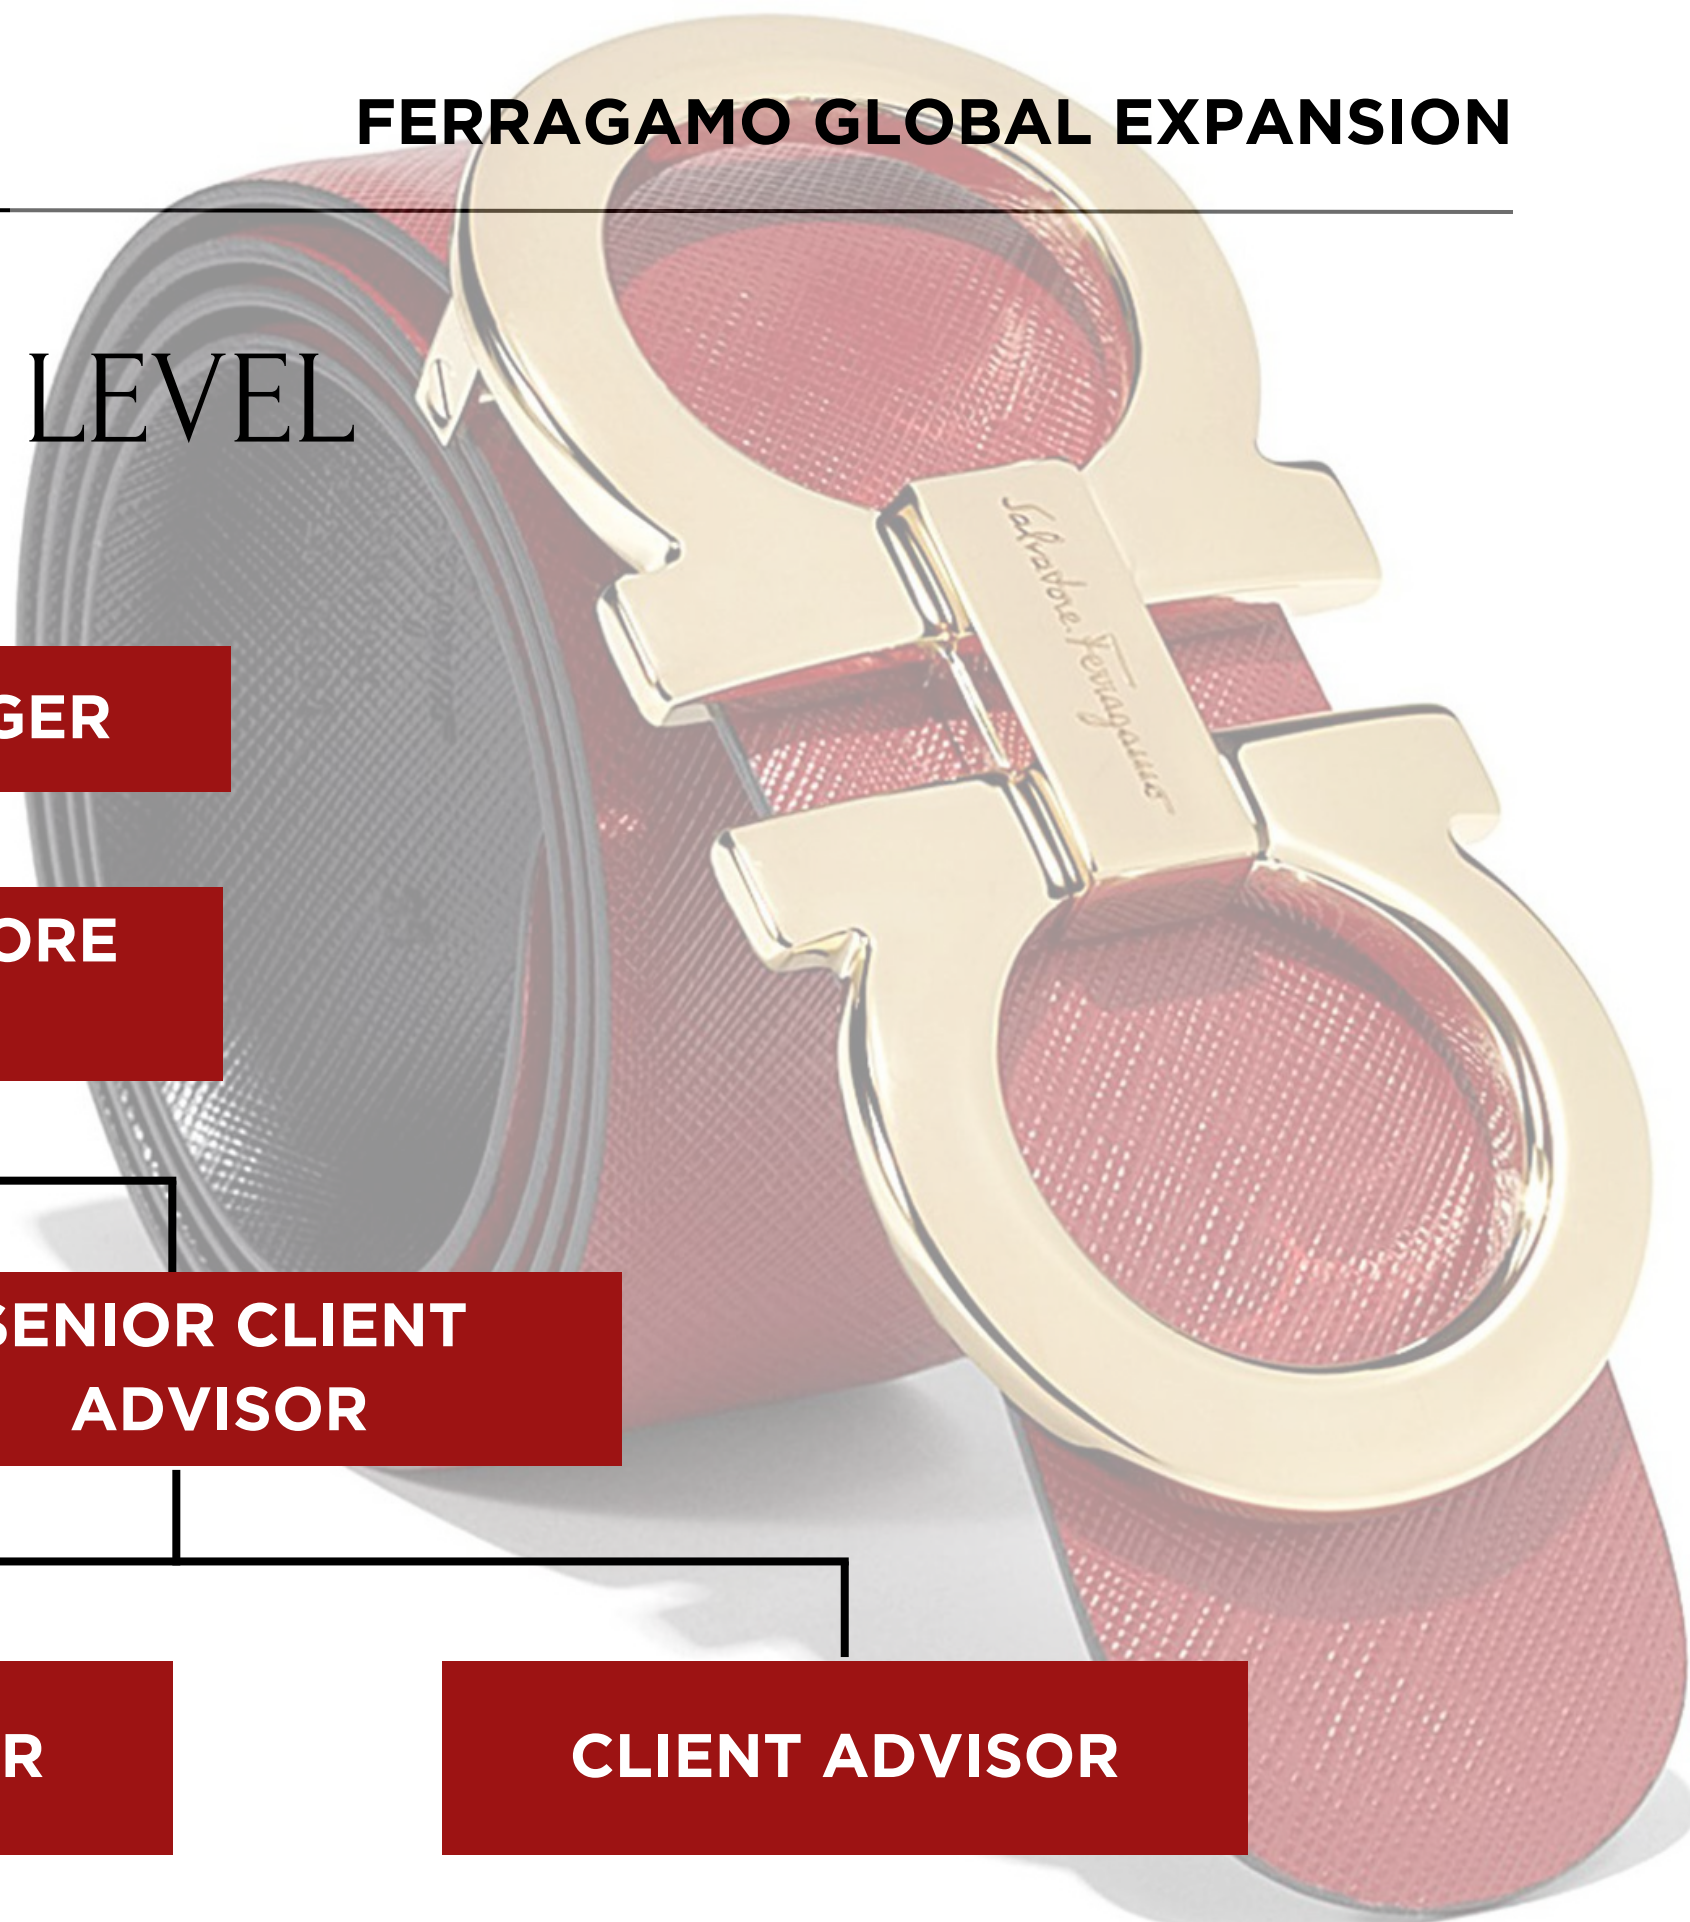 FERRAGAMO GLOBAL EXPANSION
LEVEL
Salvatore Ferragamo
GER
ORE
SENIOR CLIENT
ADVISOR
R
CLIENT ADVISOR